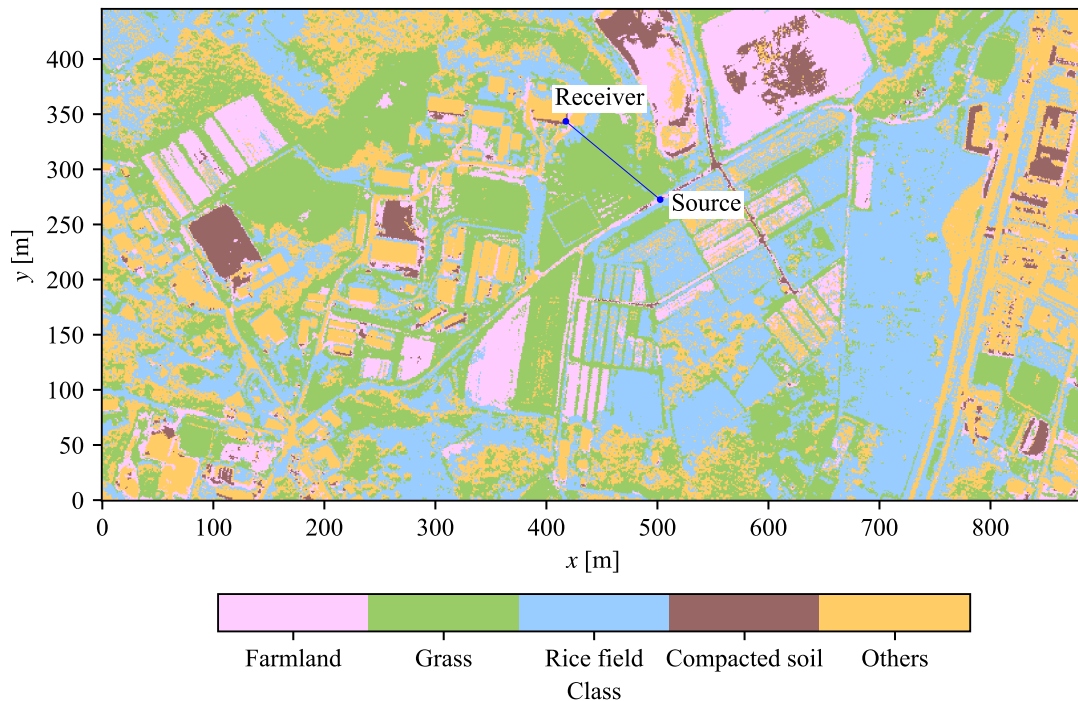 Receiver
Source
400
350
300
250
200
150
100
50
0
y [m]
0 100 200 300 400 500 600 700 800
x [m]
Farmland Grass Rice field Compacted soil Others
Class